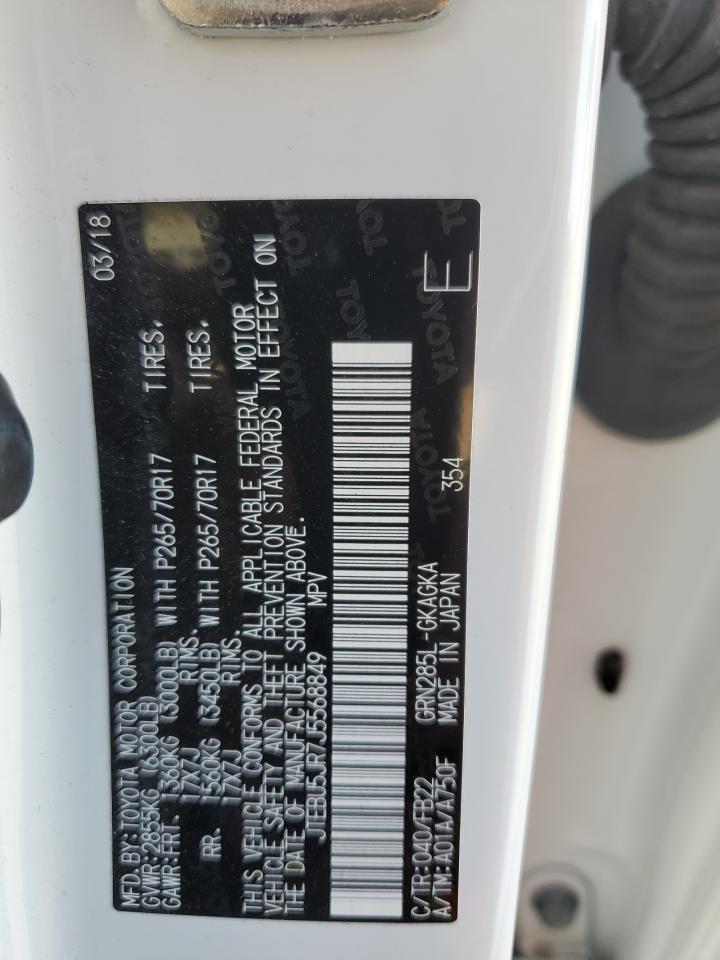 MFD. BY: TOYOTA MOTOR CORPORATION 03/18
GVWR: 2855KG (6300LB)
GAWR: FRT. 1360KG (3000LB) WITH P265/70R17 TIRES.
17X7J RIMS.
RR. 1560KG (3450LB) WITH P265/70R17 TIRES.
17X7J RIMS.
THIS VEHICLE CONFORMS TO ALL APPLICABLE FEDERAL MOTOR
VEHICLE SAFETY AND THEFT PREVENTION STANDARDS IN EFFECT ON
THE DATE OF MANUFACTURE SHOWN ABOVE.
JTEBU5JR7J5568849 MPV
C/TR: 040/FB22 GRN285L-GKAGKA
A/TM: A01A/A750F MADE IN JAPAN 354 E
TOYOTA
TOYOTA
TOYOTA
TOYOTA